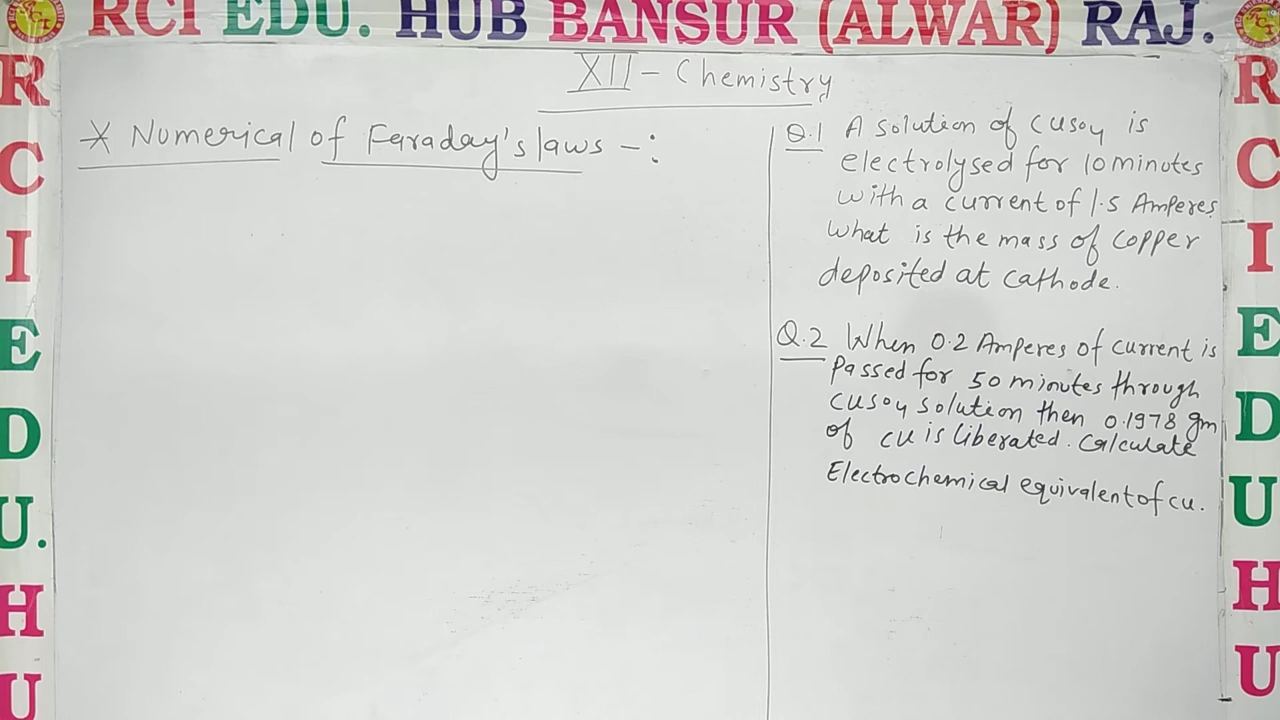 RCI EDU. HUB BANSUR (ALWAR) RAJ.
XII - Chemistry
* Numerical of Faraday's laws -:
Q.1 A solution of CUSO4 is
electrolysed for 10 minutes
with a current of 1.5 Amperes.
What is the mass of copper
deposited at cathode.
Q.2 When 0.2 Amperes of current is
passed for 50 minutes through
CUSO4 solution then 0.1978 gm
of cu is liberated. Calculate
Electrochemical equivalent of cu.
R
C
I
E
D
U.
H
U
R
C
I
E
D
U
H
U